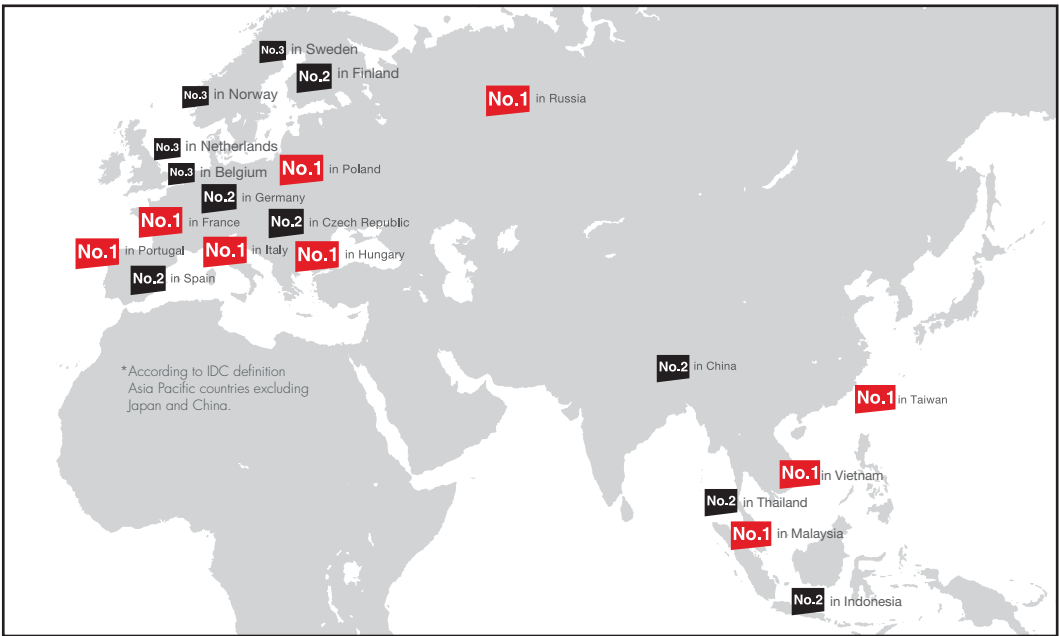 No.3 in Sweden
No.2 in Finland
No.3 in Norway
No.1 in Russia
No.3 in Netherlands
No.3 in Belgium
No.1 in Poland
No.2 in Germany
No.1 in France
No.2 in Czech Republic
No.1 in Portugal
No.1 in Italy
No.1 in Hungary
No.2 in Spain
*According to IDC definition
Asia Pacific countries excluding
Japan and China.
No.2 in China
No.1 in Taiwan
No.1 in Vietnam
No.2 in Thailand
No.1 in Malaysia
No.2 in Indonesia